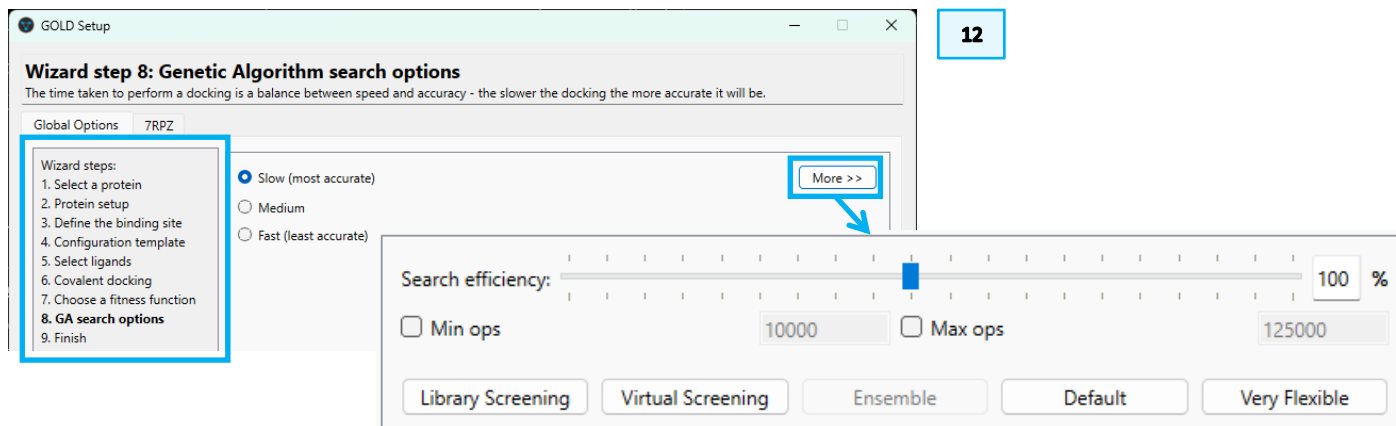 GOLD Setup
12
Wizard step 8: Genetic Algorithm search options
The time taken to perform a docking is a balance between speed and accuracy - the slower the docking the more accurate it will be.
Global Options 7RPZ
Wizard steps:
1. Select a protein
2. Protein setup
3. Define the binding site
4. Configuration template
5. Select ligands
6. Covalent docking
7. Choose a fitness function
8. GA search options
9. Finish
Slow (most accurate)
Medium
Fast (least accurate)
More >>
Search efficiency: 100 %
Min ops 10000 Max ops 125000
Library Screening Virtual Screening Ensemble Default Very Flexible